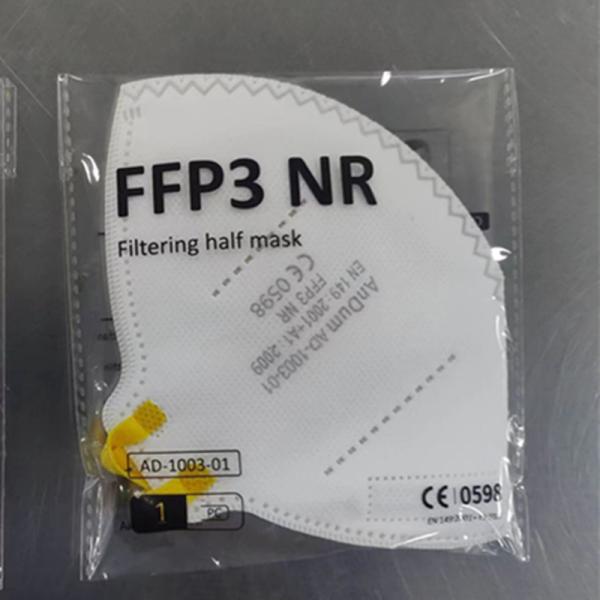 FFP3 NR
Filtering half mask
AnDum AD-1003-01
EN 149:2001+A1:2009
FFP3 NR
CE 0598
AD-1003-01
1 PC
CE 0598